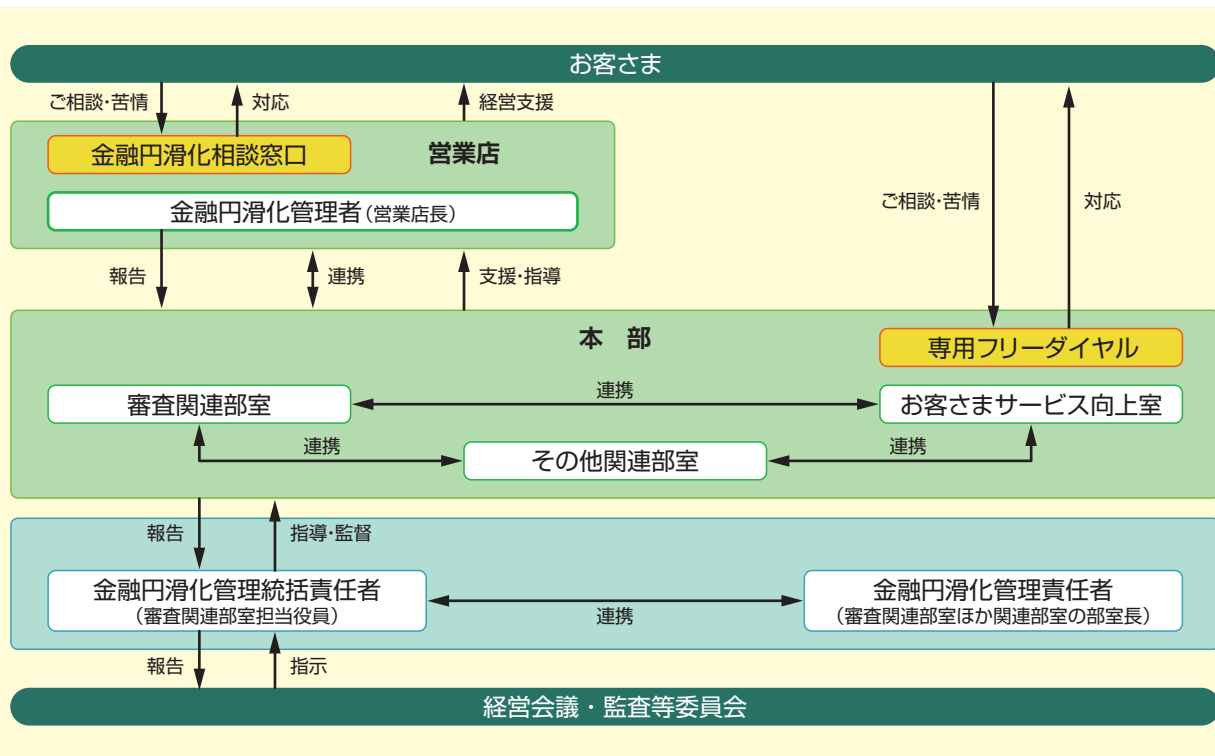 お客さま
ご相談・苦情
対応
経営支援
金融円滑化相談窓口
営業店
金融円滑化管理者(営業店長)
ご相談・苦情
対応
報告
連携
支援・指導
本 部
専用フリーダイヤル
審査関連部室
連携
お客さまサービス向上室
連携
その他関連部室
連携
報告
指導・監督
金融円滑化管理統括責任者
(審査関連部室担当役員)
連携
金融円滑化管理責任者
(審査関連部室ほか関連部室の部室長)
報告
指示
経営会議・監査等委員会